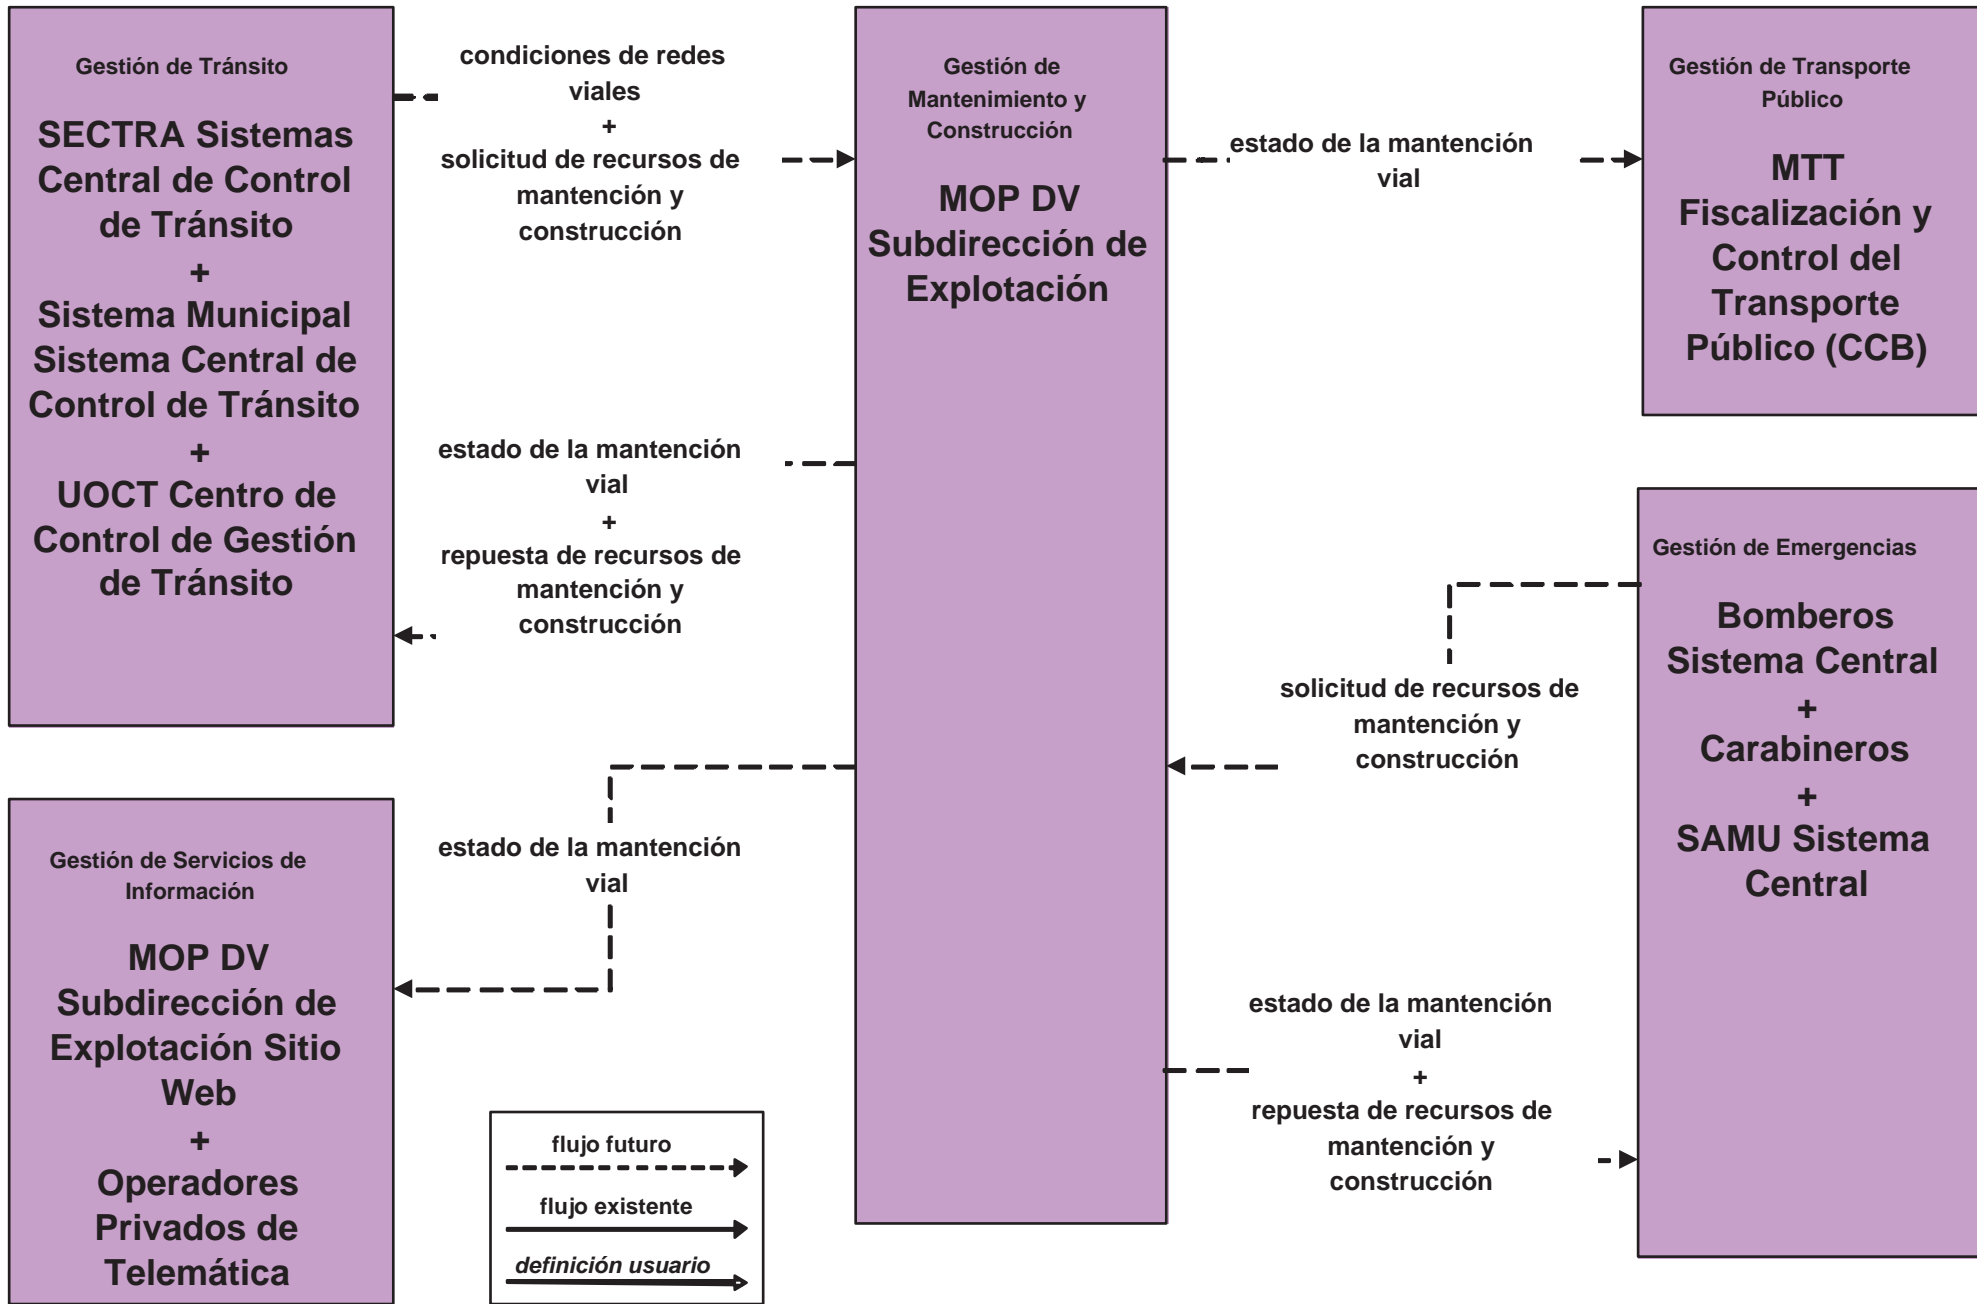 Gestión de Tránsito
SECTRA Sistemas
Central de Control
de Tránsito
+
Sistema Municipal
Sistema Central de
Control de Tránsito
+
UOCT Centro de
Control de Gestión
de Tránsito
condiciones de redes
viales
+
solicitud de recursos de
mantención y
construcción
estado de la mantención
vial
+
repuesta de recursos de
mantención y
construcción
Gestión de
Mantenimiento y
Construcción
MOP DV
Subdirección de
Explotación
estado de la mantención
vial
Gestión de Transporte
Público
MTT
Fiscalización y
Control del
Transporte
Público (CCB)
Gestión de Emergencias
Bomberos
Sistema Central
+
Carabineros
+
SAMU Sistema
Central
solicitud de recursos de
mantención y
construcción
estado de la mantención
vial
+
repuesta de recursos de
mantención y
construcción
Gestión de Servicios de
Información
MOP DV
Subdirección de
Explotación Sitio
Web
+
Operadores
Privados de
Telemática
estado de la mantención
vial
flujo futuro
flujo existente
definición usuario